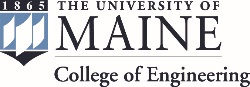 1865
THE UNIVERSITY OF
MAINE
College of Engineering